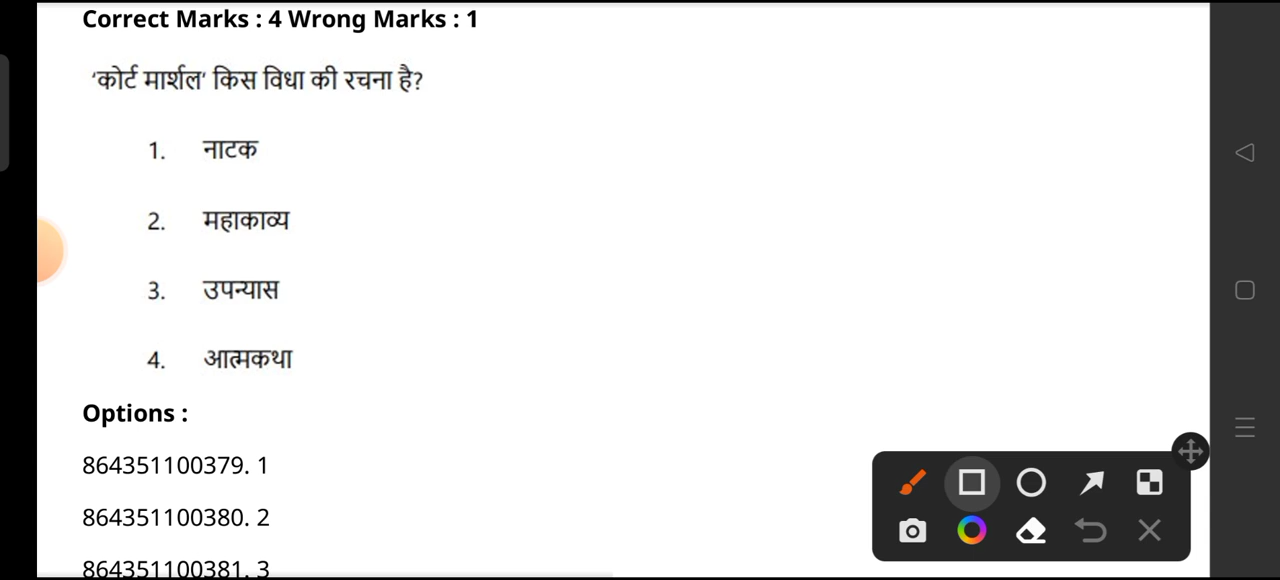 Correct Marks : 4 Wrong Marks : 1
‘कोर्ट मार्शल’ किस विधा की रचना है?
1. नाटक
2. महाकाव्य
3. उपन्यास
4. आत्मकथा
Options :
864351100379. 1
864351100380. 2
864351100381. 3